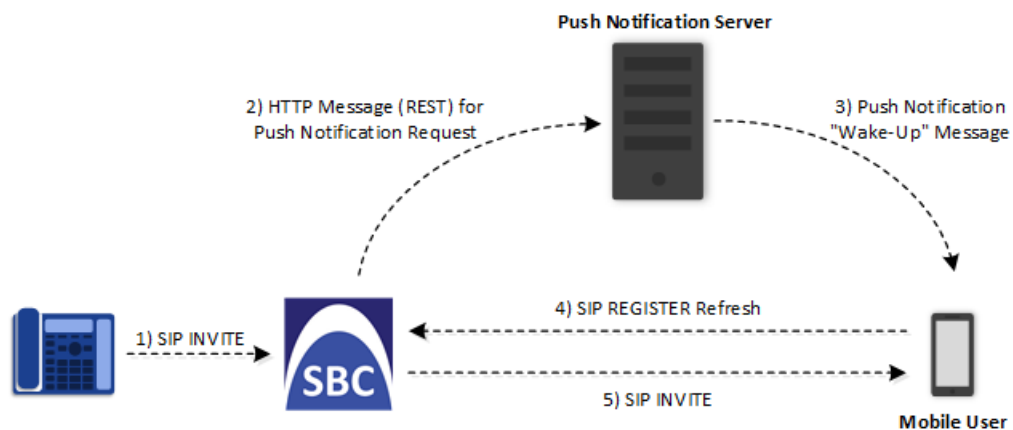 Push Notification Server
2) HTTP Message (REST) for
Push Notification Request
3) Push Notification
"Wake-Up" Message
1) SIP INVITE
SBC
4) SIP REGISTER Refresh
5) SIP INVITE
Mobile User